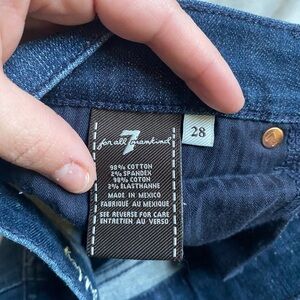 7
for all mankind
28
98% COTTON
2% SPANDEX
98% COTON
2% ELASTHANNE
MADE IN MEXICO
FABRIQUÉ AU MEXIQUE
SEE REVERSE FOR CARE
ENTRETIEN AU VERSO